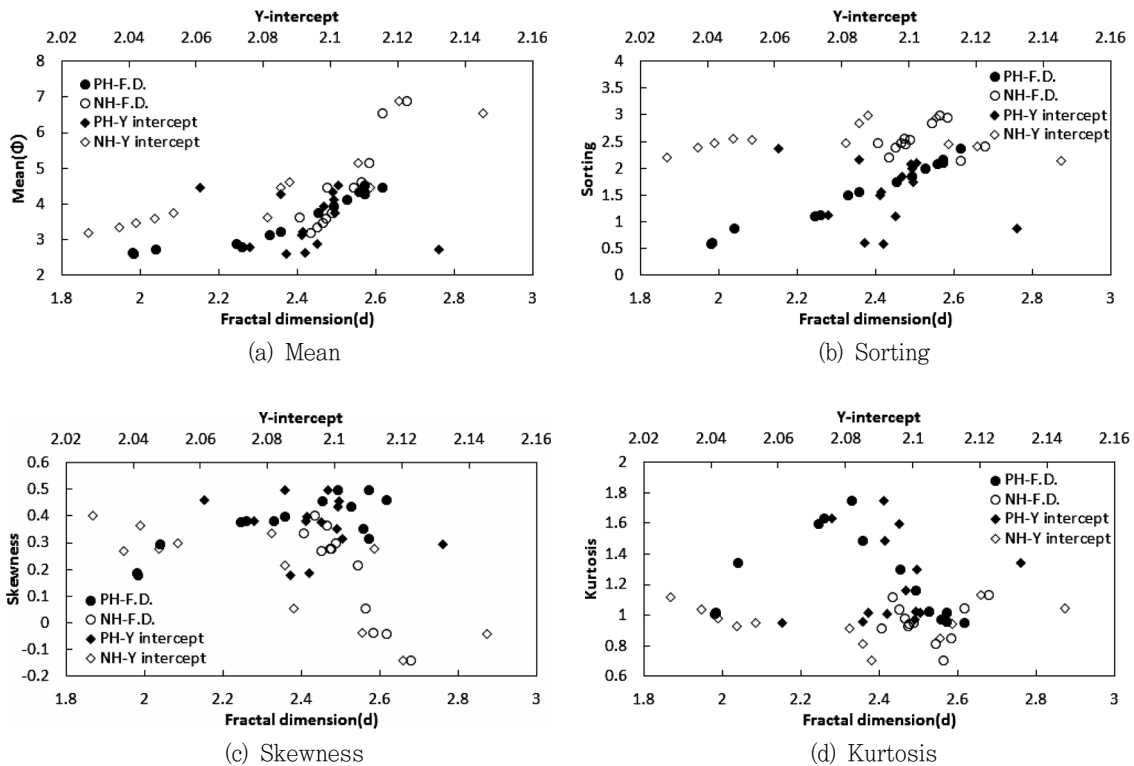 Y-intercept
2.02 2.04 2.06 2.08 2.1 2.12 2.14 2.16
8
7
6
5
4
3
2
Mean(Φ)
PH-F.D.
NH-F.D.
PH-Y intercept
NH-Y intercept
1.8 2 2.2 2.4 2.6 2.8 3
Fractal dimension(d)
(a) Mean
Y-intercept
2.02 2.04 2.06 2.08 2.1 2.12 2.14 2.16
4
3.5
3
2.5
2
1.5
1
0.5
0
Sorting
PH-F.D.
NH-F.D.
PH-Y intercept
NH-Y intercept
1.8 2 2.2 2.4 2.6 2.8 3
Fractal dimension(d)
(b) Sorting
Y-intercept
2.02 2.04 2.06 2.08 2.1 2.12 2.14 2.16
0.6
0.5
0.4
0.3
0.2
0.1
0
-0.1
-0.2
Skewness
PH-F.D.
NH-F.D.
PH-Y intercept
NH-Y intercept
1.8 2 2.2 2.4 2.6 2.8 3
Fractal dimension(d)
(c) Skewness
Y-intercept
2.02 2.04 2.06 2.08 2.1 2.12 2.14 2.16
2
1.8
1.6
1.4
1.2
1
0.8
0.6
Kurtosis
PH-F.D.
NH-F.D.
PH-Y intercept
NH-Y intercept
1.8 2 2.2 2.4 2.6 2.8 3
Fractal dimension(d)
(d) Kurtosis